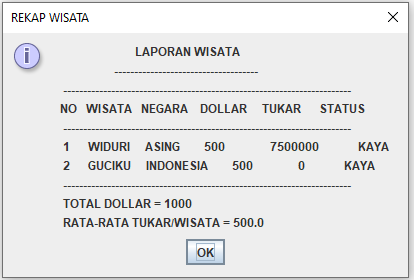 REKAP WISATA
LAPORAN WISATA
------------------------------------
------------------------------------------------------------------------
NO WISATA NEGARA DOLLAR TUKAR STATUS
------------------------------------------------------------------------
1 WIDURI ASING 500 7500000 KAYA
2 GUCIKU INDONESIA 500 0 KAYA
------------------------------------------------------------------------
TOTAL DOLLAR = 1000
RATA-RATA TUKAR/WISATA = 500.0
OK